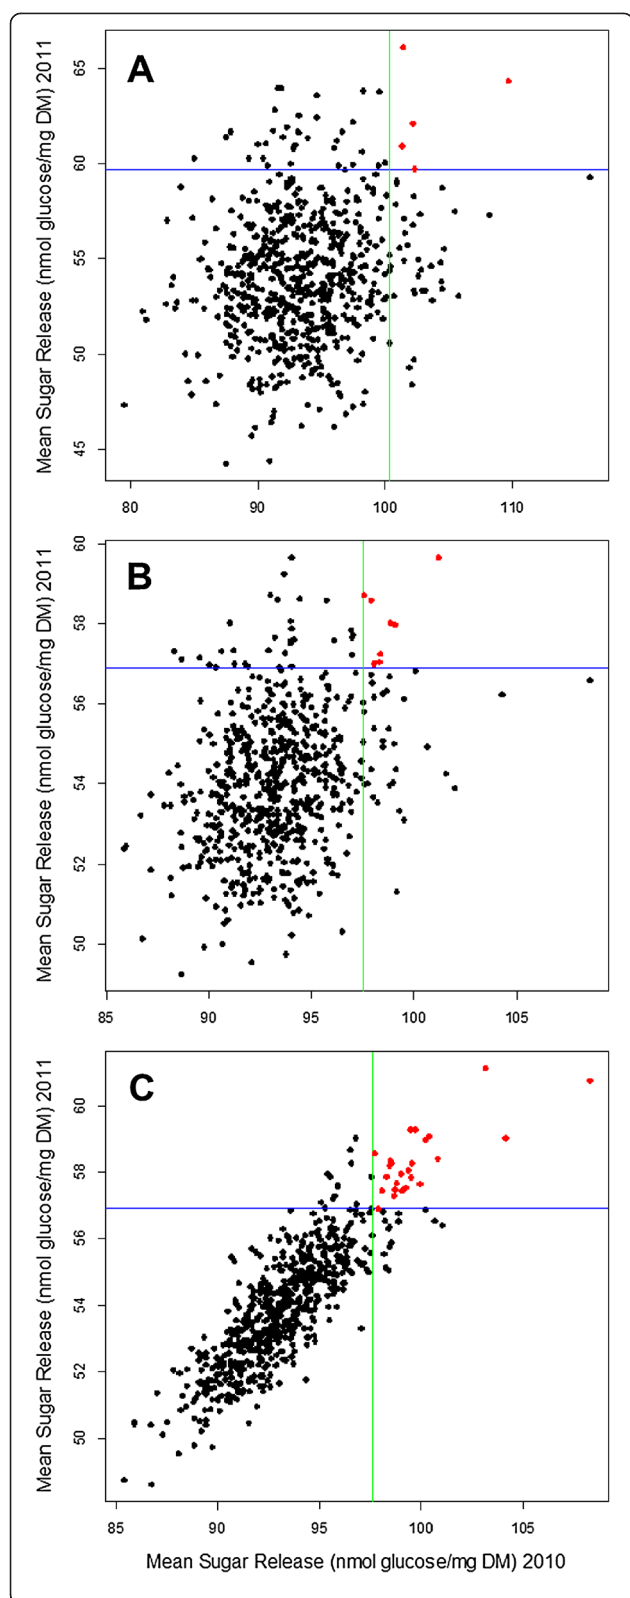 A
Mean Sugar Release (nmol glucose/mg DM) 2011
65
60
55
50
45
80 90 100 110
B
Mean Sugar Release (nmol glucose/mg DM) 2011
60
58
56
54
52
50
85 90 95 100 105
C
Mean Sugar Release (nmol glucose/mg DM) 2011
60
58
56
54
52
50
85 90 95 100 105
Mean Sugar Release (nmol glucose/mg DM) 2010